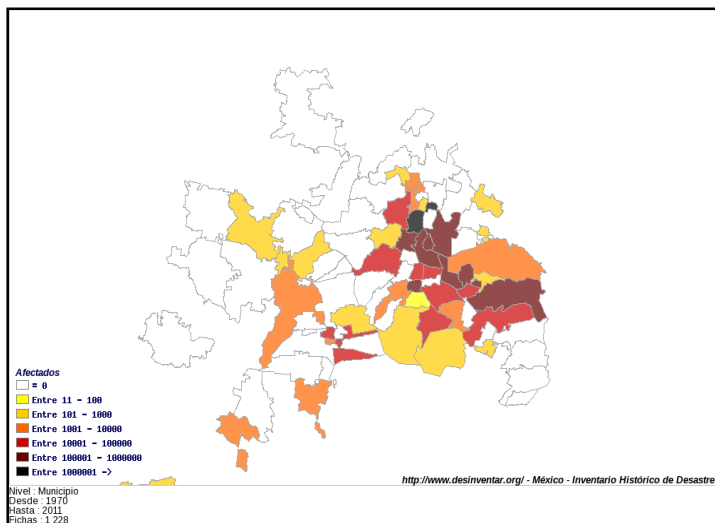 Afectados
= 0
Entre 11 - 100
Entre 101 - 1000
Entre 1001 - 10000
Entre 10001 - 100000
Entre 100001 - 1000000
Entre 1000001 ->
http://www.desinventar.org/ - México - Inventario Histórico de Desastre
Nivel : Municipio
Desde : 1970
Hasta : 2011
Fichas : 1 228